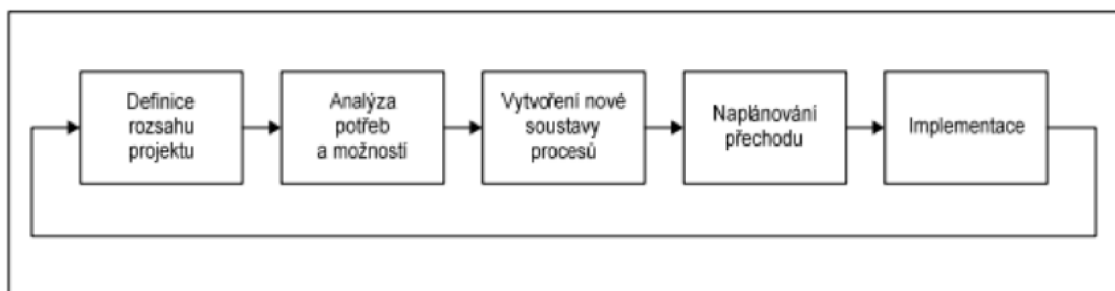 Definice
rozsahu
projektu
Analýza
potřeb
a možností
Vytvoření nové
soustavy
procesů
Naplánování
přechodu
Implementace